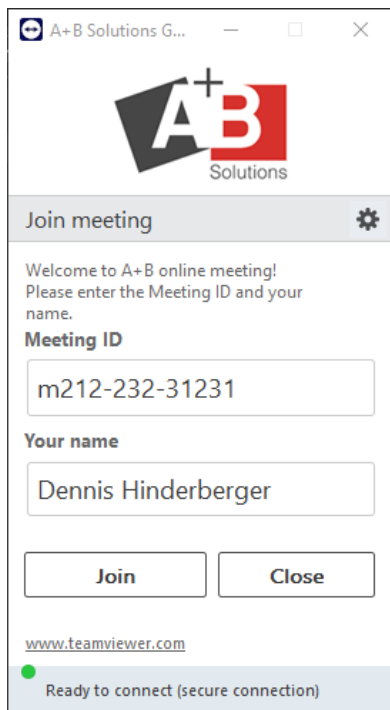 A+B Solutions G...
A+B
Solutions
Join meeting
Welcome to A+B online meeting!
Please enter the Meeting ID and your
name.
Meeting ID
m212-232-31231
Your name
Dennis Hinderberger
Join
Close
www.teamviewer.com
Ready to connect (secure connection)